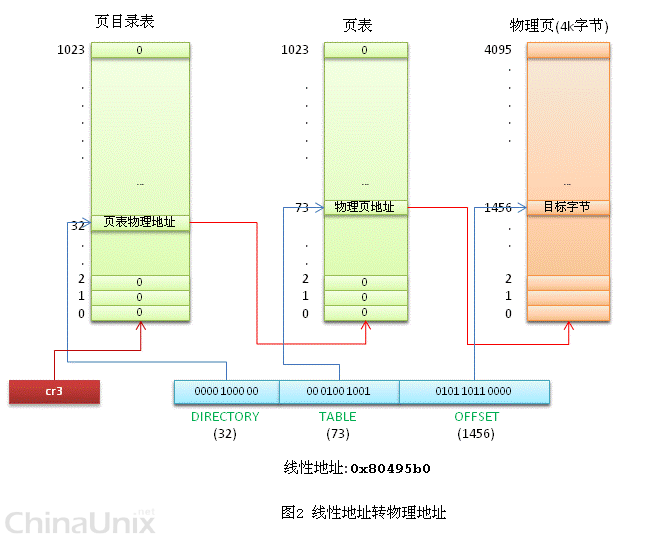 页目录表
页表
物理页(4k字节)
1023
0
1023
0
4095
...
...
...
32
页表物理地址
73
物理页地址
1456
目标字节
2
0
1
0
0
0
2
0
1
0
0
0
2
1
0
cr3
0000 1000 00
00 0100 1001
0101 1011 0000
DIRECTORY
(32)
TABLE
(73)
OFFSET
(1456)
线性地址: 0x80495b0
图2 线性地址转物理地址
ChinaUnix.net